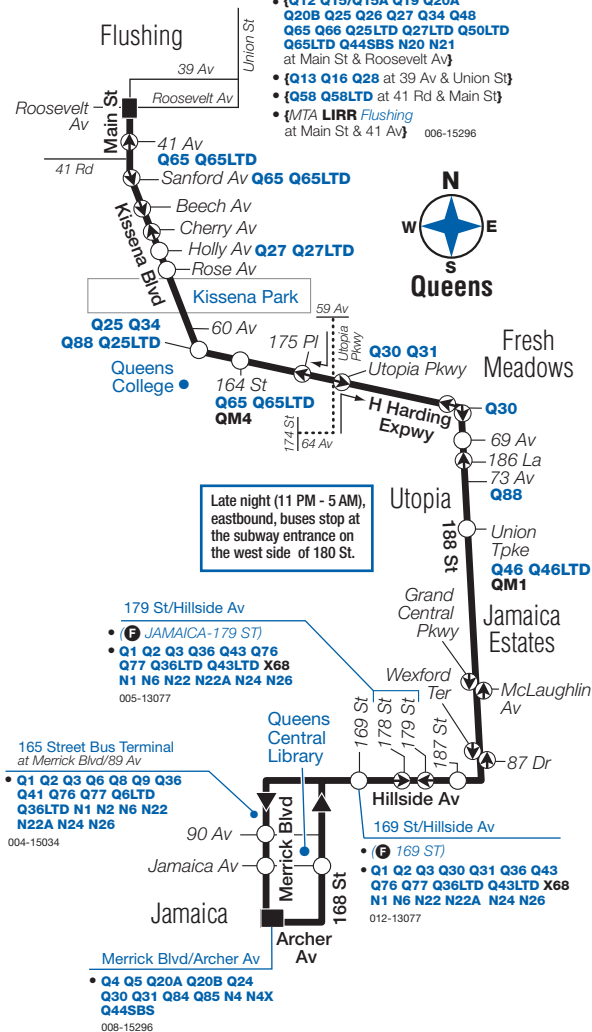 • {Q12 Q15/Q15A Q19 Q20A
Q20B Q25 Q26 Q27 Q34 Q48
Q65 Q66 Q25LTD Q27LTD Q50LTD
Q65LTD Q44SBS N20 N21
at Main St & Roosevelt Av}
• {Q13 Q16 Q28 at 39 Av & Union St}
• {Q58 Q58LTD at 41 Rd & Main St}
• {MTA LIRR Flushing
at Main St & 41 Av} 006-15296
Flushing
Union St
39 Av
Roosevelt Av
Roosevelt
Av
Main St
41 Av
Q65 Q65LTD
41 Rd
Sanford Av Q65 Q65LTD
Beech Av
Cherry Av
Holly Av Q27 Q27LTD
Rose Av
Kissena Blvd
Kissena Park
N
W E
S
Queens
60 Av
Q25 Q34
Q88 Q25LTD
Queens
College
164 St
Q65 Q65LTD
QM4
175 Pl
59 Av
Utopia
Pkwy
Q30 Q31
Utopia Pkwy
174 St
64 Av
H Harding
Expwy
Fresh
Meadows
Q30
69 Av
186 La
73 Av
Q88
Late night (11 PM - 5 AM),
eastbound, buses stop at
the subway entrance on
the west side of 180 St.
Utopia
188 St
Union
Tpke
Q46 Q46LTD
QM1
Grand
Central
Pkwy
Jamaica
Estates
Wexford
Ter
McLaughlin
Av
87 Dr
179 St/Hillside Av
• (F JAMAICA-179 ST)
• Q1 Q2 Q3 Q36 Q43 Q76
Q77 Q36LTD Q43LTD X68
N1 N6 N22 N22A N24 N26
005-13077
Queens
Central
Library
169 St
178 St
179 St
187 St
Hillside Av
165 Street Bus Terminal
at Merrick Blvd/89 Av
• Q1 Q2 Q3 Q6 Q8 Q9 Q36
Q41 Q76 Q77 Q6LTD
Q36LTD N1 N2 N6 N22
N22A N24 N26
004-15034
90 Av
Jamaica Av
Merrick Blvd
168 St
169 St/Hillside Av
• (F 169 ST)
• Q1 Q2 Q3 Q30 Q31 Q36 Q43
Q76 Q77 Q36LTD Q43LTD X68
N1 N6 N22 N22A N24 N26
012-13077
Jamaica
Archer
Av
Merrick Blvd/Archer Av
• Q4 Q5 Q20A Q20B Q24
Q30 Q31 Q84 Q85 N4 N4X
Q44SBS
008-15296